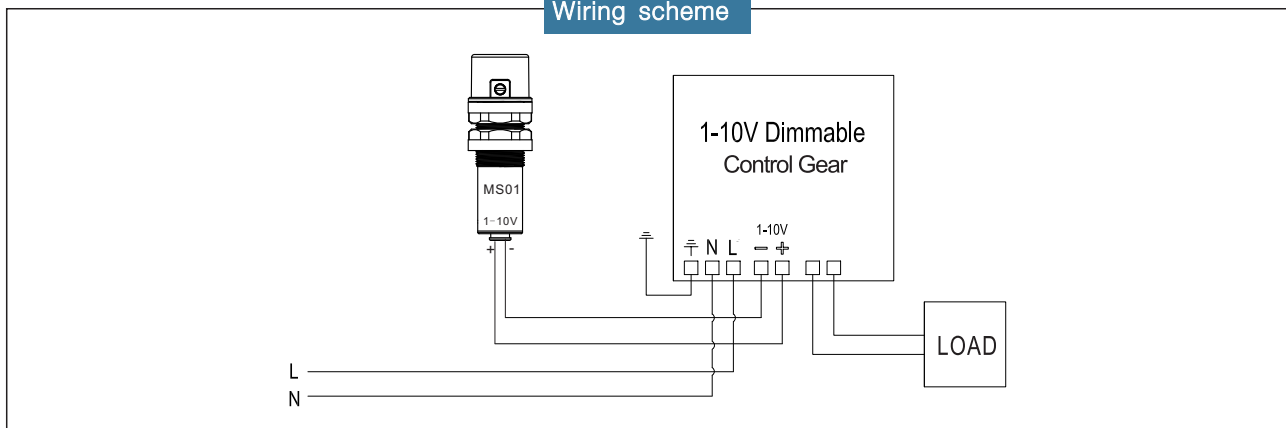 Wiring scheme
MS01
1-10V
+ -
1-10V Dimmable
Control Gear
1-10V
N L - +
LOAD
L
N